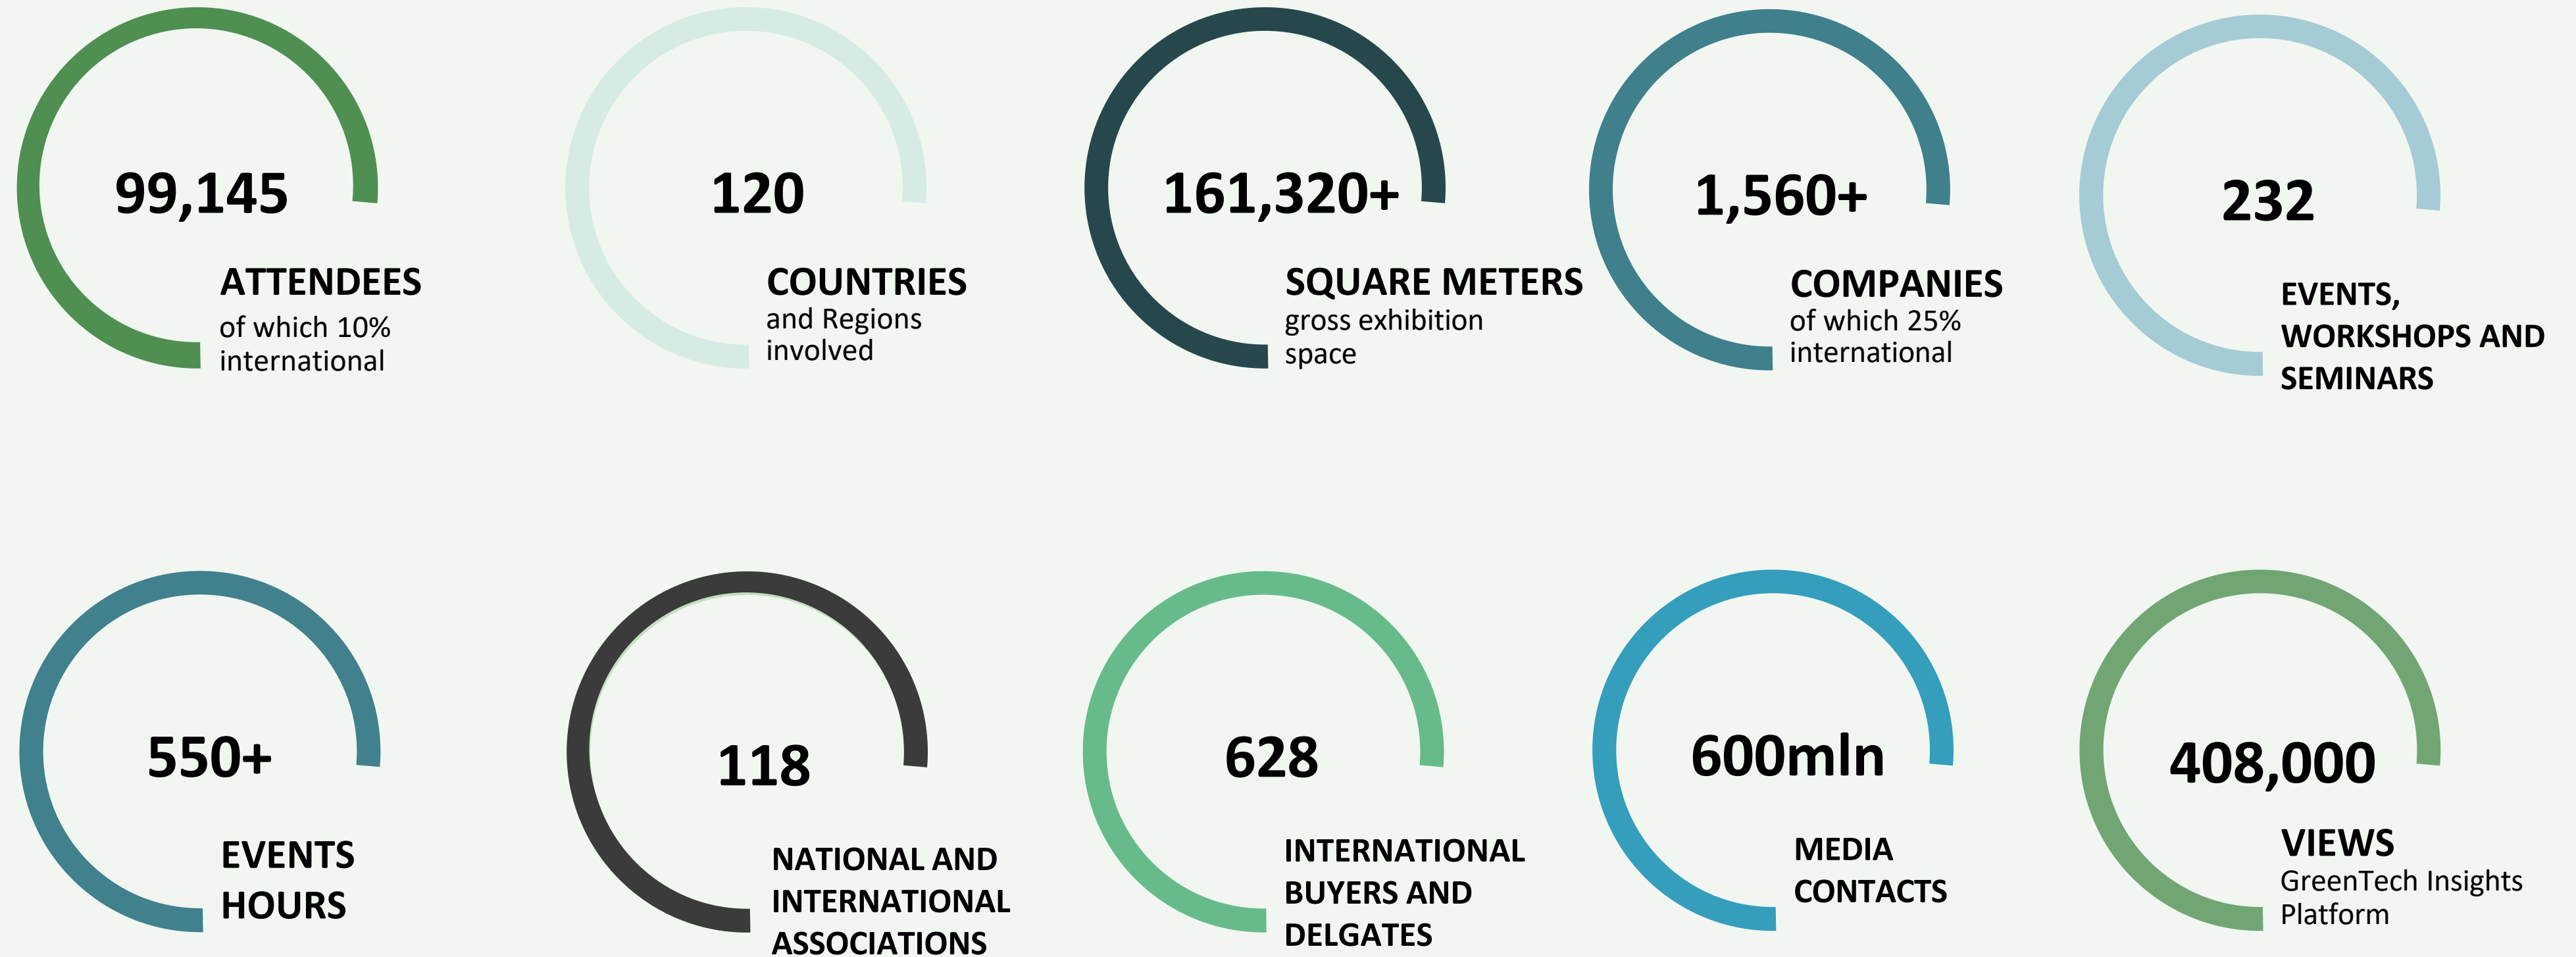 99,145
ATTENDEES
of which 10%
international
120
COUNTRIES
and Regions
involved
161,320+
SQUARE METERS
gross exhibition
space
1,560+
COMPANIES
of which 25%
international
232
EVENTS,
WORKSHOPS AND
SEMINARS
550+
EVENTS
HOURS
118
NATIONAL AND
INTERNATIONAL
ASSOCIATIONS
628
INTERNATIONAL
BUYERS AND
DELGATES
600mln
MEDIA
CONTACTS
408,000
VIEWS
GreenTech Insights
Platform